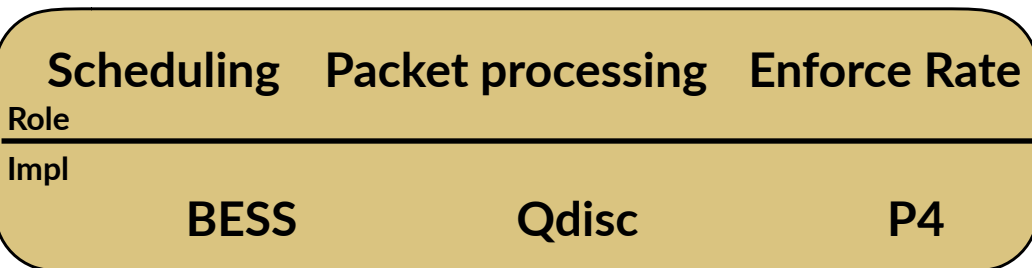 Scheduling Packet processing Enforce Rate
Role
Impl
BESS Qdisc P4